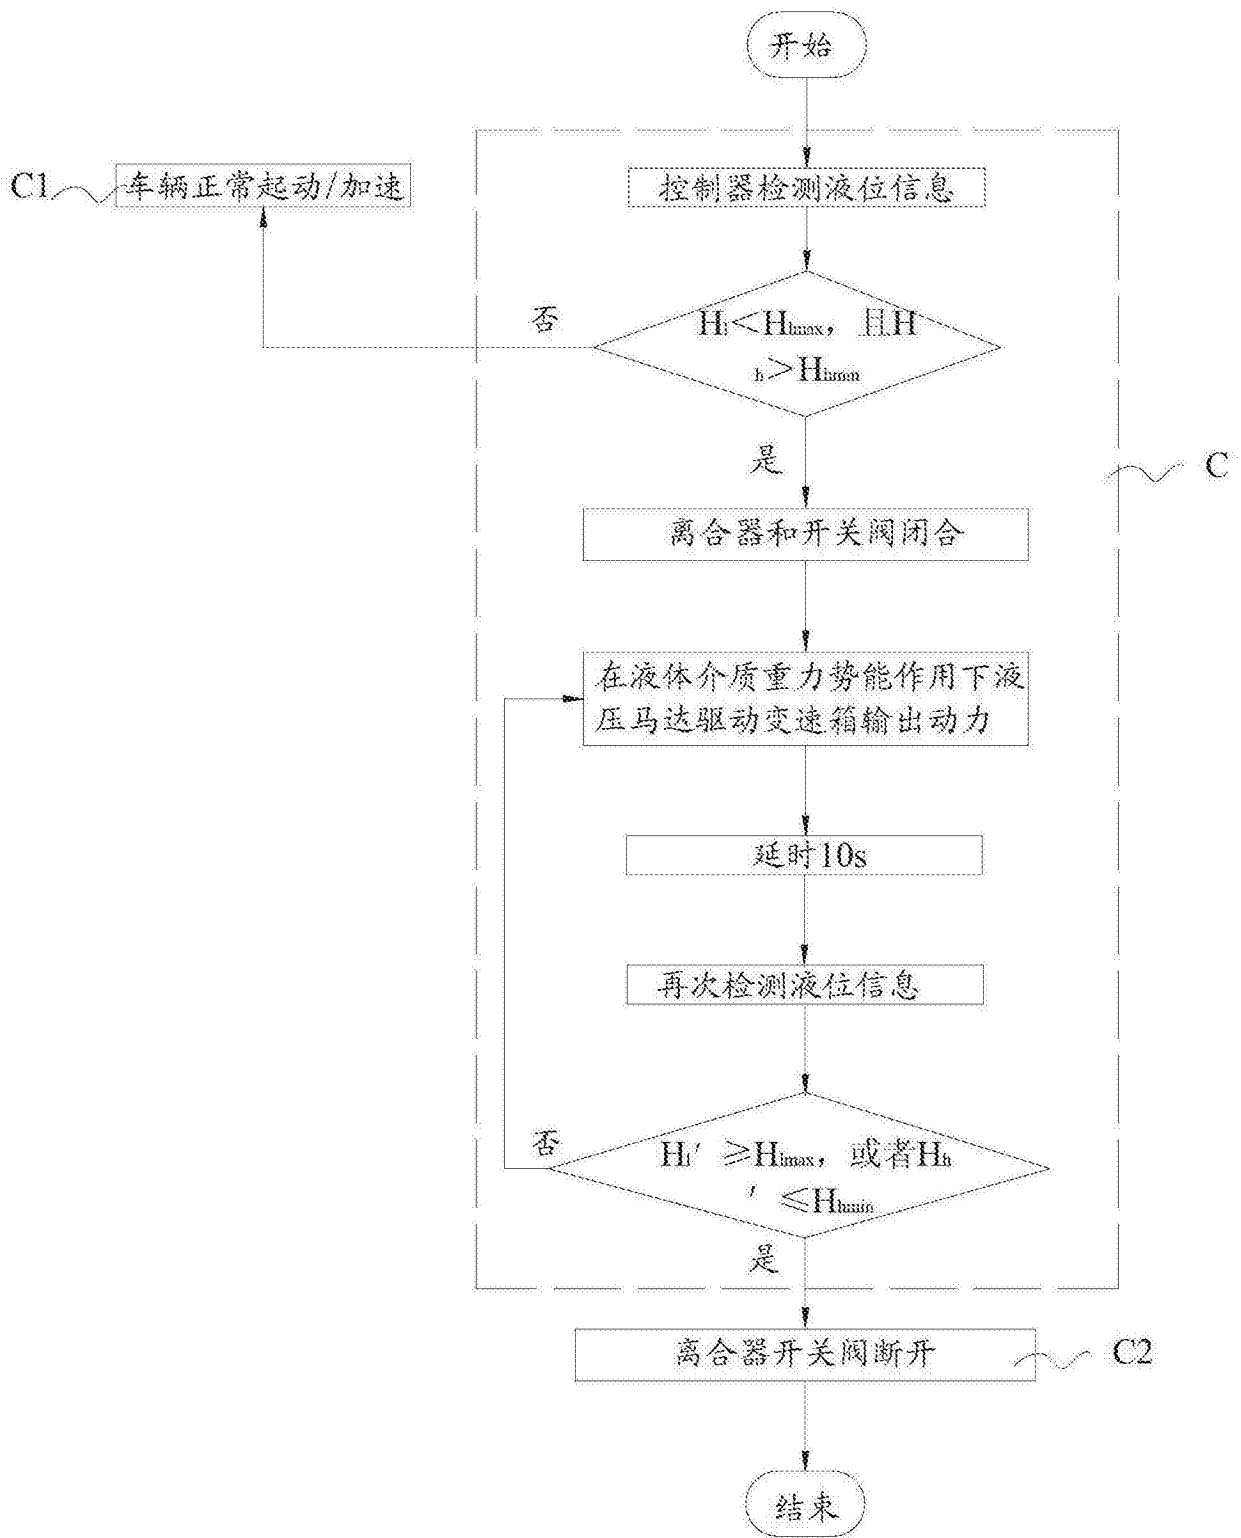 开始
控制器检测液位信息
C1
车辆正常起动/加速
否
Hl＜Hlmax，且H
h＞Hhmin
是
C
离合器和开关阀闭合
在液体介质重力势能作用下液
压马达驱动变速箱输出动力
延时10s
再次检测液位信息
否
Hl′ ≥Hlmax，或者Hh
′ ≤Hhmin
是
离合器开关阀断开
C2
结束